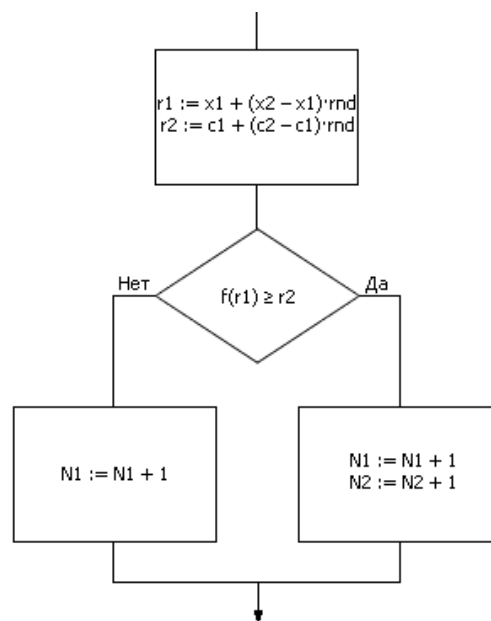 r1 := x1 + (x2 − x1)·rnd
r2 := c1 + (c2 − c1)·rnd
Нет
Да
f(r1) ≥ r2
N1 := N1 + 1
N1 := N1 + 1
N2 := N2 + 1